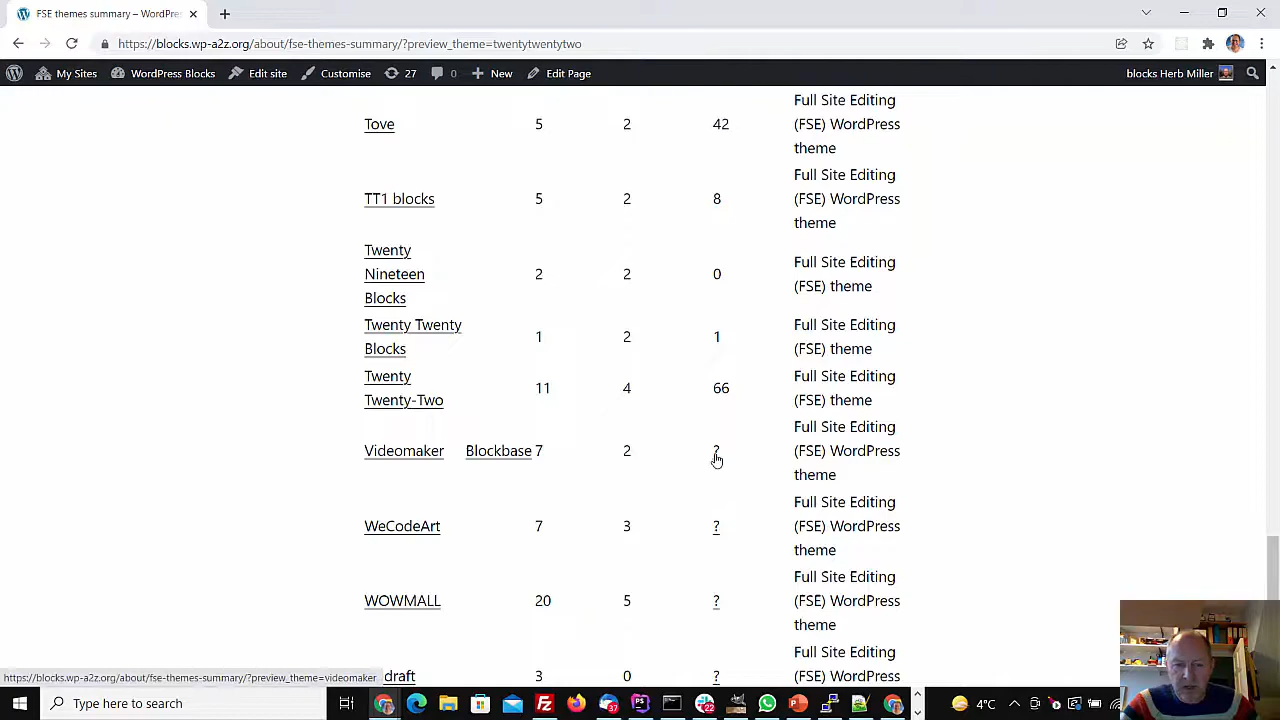 FSE themes summary – WordPre
https://blocks.wp-a2z.org/about/fse-themes-summary/?preview_theme=twentytwentytwo
My Sites WordPress Blocks Edit site Customise 27 0 New Edit Page blocks Herb Miller
Tove 5 2 42 Full Site Editing
(FSE) WordPress
theme
TT1 blocks 5 2 8 Full Site Editing
(FSE) WordPress
theme
Twenty
Nineteen
Blocks 2 2 0 Full Site Editing
(FSE) theme
Twenty Twenty
Blocks 1 2 1 Full Site Editing
(FSE) theme
Twenty
Twenty-Two 11 4 66 Full Site Editing
(FSE) theme
Videomaker Blockbase 7 2 ? Full Site Editing
(FSE) WordPress
theme
WeCodeArt 7 3 ? Full Site Editing
(FSE) WordPress
theme
WOWMALL 20 5 ? Full Site Editing
(FSE) WordPress
theme
draft 3 0 ? Full Site Editing
(FSE) WordPress
https://blocks.wp-a2z.org/about/fse-themes-summary/?preview_theme=videomaker
Type here to search 37 22 4°C